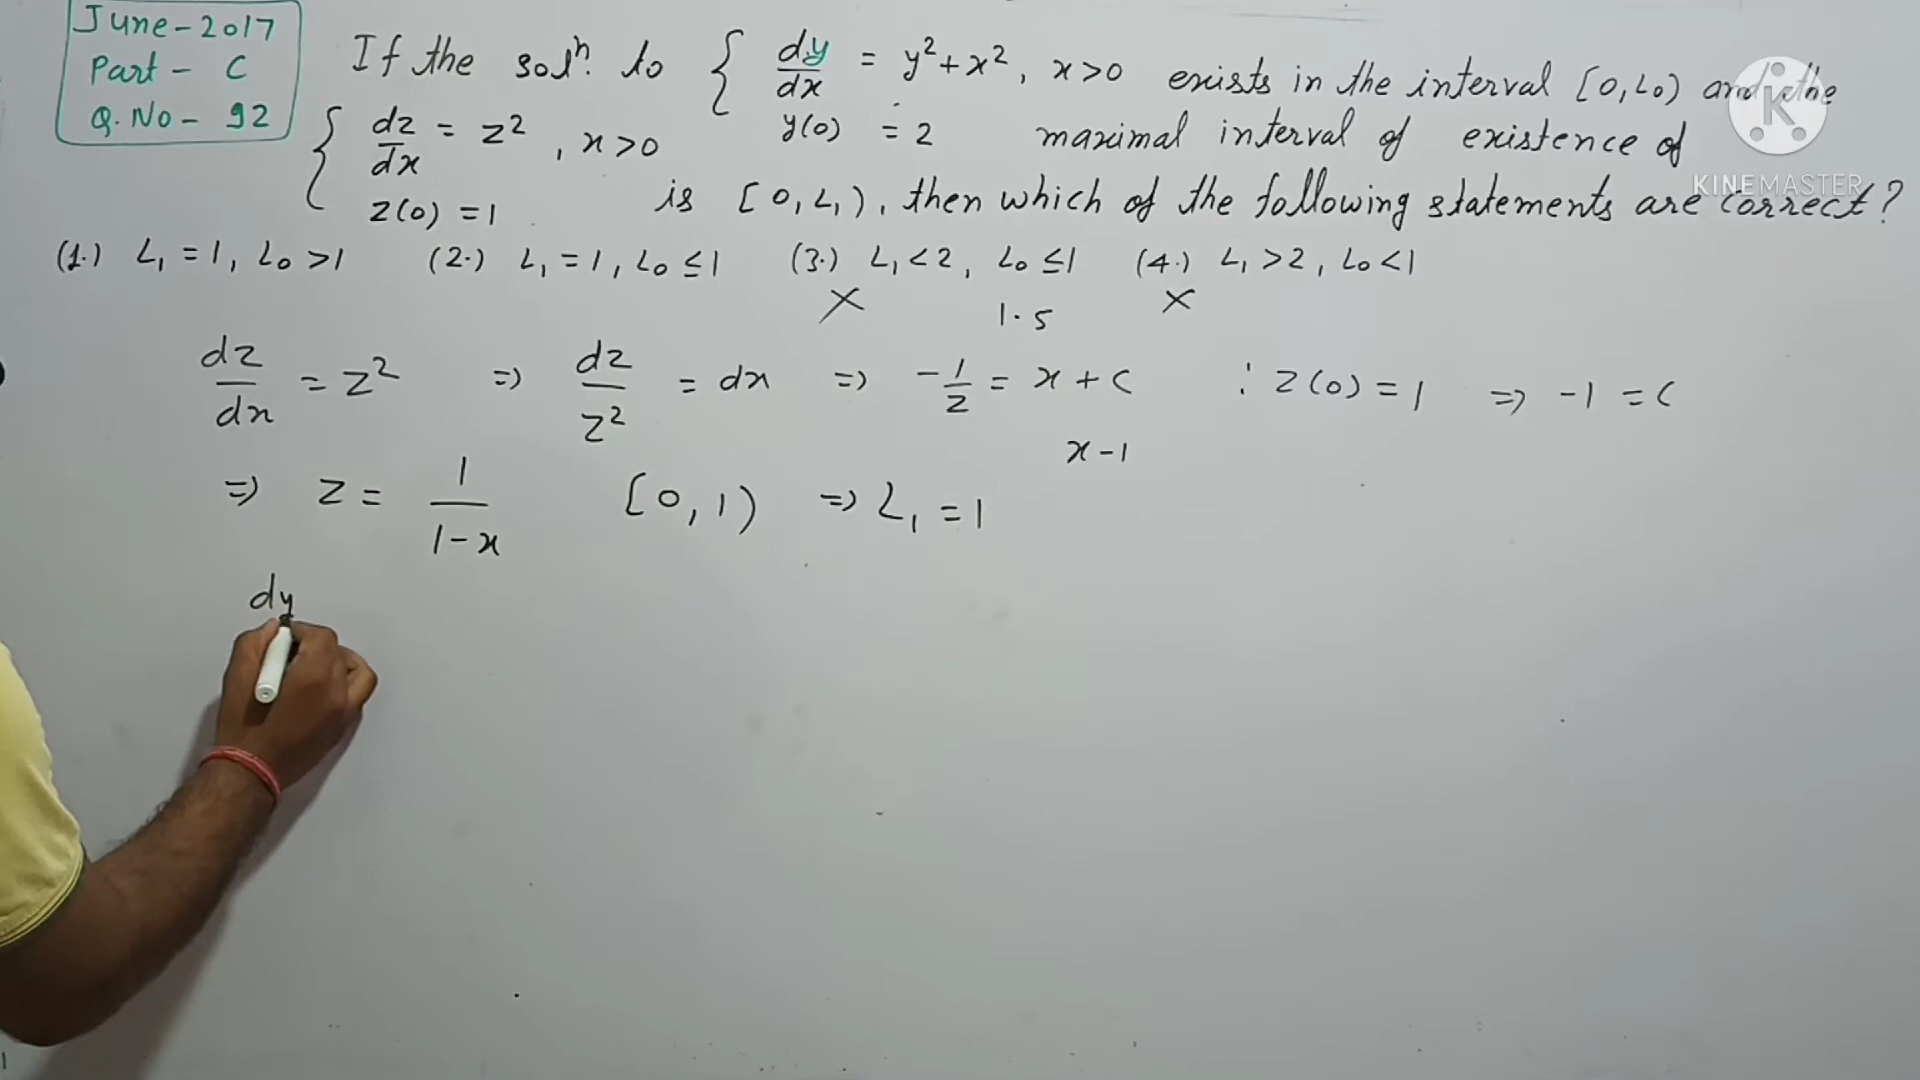 June-2017
Part - C
Q.No - 92
If the solⁿ. to { dy/dx = y²+x², x>0 exists in the interval [0,L₀) and the
y(0) = 2 maximal interval of existence of
{ dz/dx = z², x>0
z(0) = 1 is [0,L₁), then which of the following statements are correct?
(1.) L₁ = 1, L₀ >1 (2.) L₁ = 1, L₀ ≤1 (3.) L₁ <2, L₀ ≤1 (4.) L₁ >2, L₀ <1
X 1.5 X
dz/dx = z² => dz/z² = dx => -1/z = x + c ∵ z(0) = 1 => -1 = c
x-1
=> z = 1/1-x [0,1) => L₁ = 1
dy
K
KINEMASTER